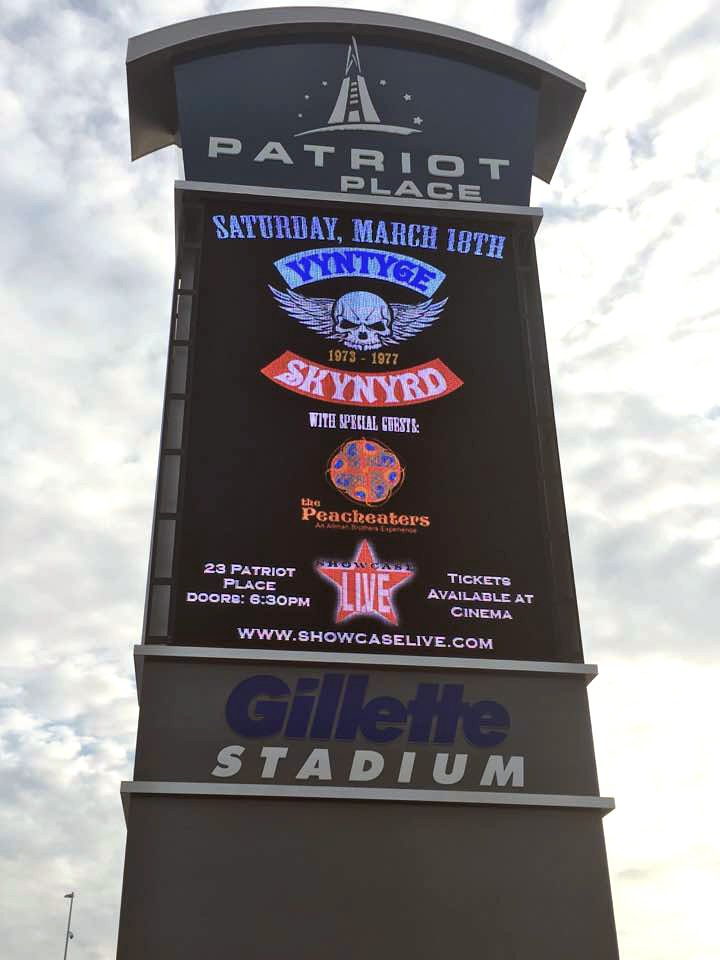 PATRIOT
PLACE
SATURDAY, MARCH 18TH
VYNTYGE
1973 - 1977
SKYNYRD
WITH SPECIAL GUESTS:
the
Peacheaters
An Allman Brothers Experience
23 PATRIOT
PLACE
DOORS: 6:30PM
SHOWCASE
LIVE
TICKETS
AVAILABLE AT
CINEMA
WWW.SHOWCASELIVE.COM
Gillette
STADIUM